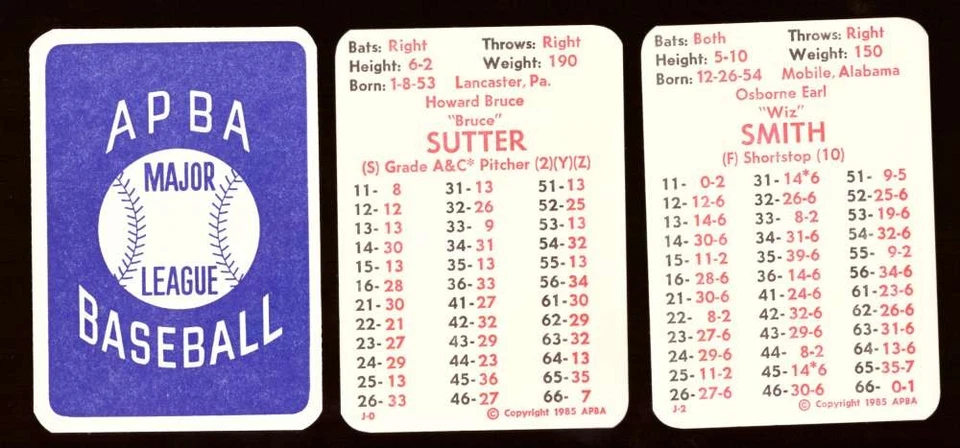 APBA
MAJOR
LEAGUE
BASEBALL
Bats: Right Throws: Right
Height: 6-2 Weight: 190
Born: 1-8-53 Lancaster, Pa.
Howard Bruce
"Bruce"
SUTTER
(S) Grade A&C* Pitcher (2)(Y)(Z)
11- 8 31-13 51-13
12-12 32-26 52-25
13-13 33- 9 53-13
14-30 34-31 54-32
15-13 35-13 55-13
16-28 36-33 56-34
21-30 41-27 61-30
22-21 42-32 62-29
23-27 43-29 63-32
24-29 44-23 64-13
25-13 45-36 65-35
26-33 46-27 66- 7
J-0 © Copyright 1985 APBA
Bats: Both Throws: Right
Height: 5-10 Weight: 150
Born: 12-26-54 Mobile, Alabama
Osborne Earl
"Wiz"
SMITH
(F) Shortstop (10)
11- 0-2 31-14*6 51- 9-5
12-12-6 32-26-6 52-25-6
13-14-6 33- 8-2 53-19-6
14-30-6 34-31-6 54-32-6
15-11-2 35-39-6 55- 9-2
16-28-6 36-14-6 56-34-6
21-30-6 41-24-6 61-23-6
22- 8-2 42-32-6 62-26-6
23-27-6 43-29-6 63-31-6
24-29-6 44- 8-2 64-13-6
25-11-2 45-14*6 65-35-7
26-27-6 46-30-6 66- 0-1
J-2 © Copyright 1985 APBA